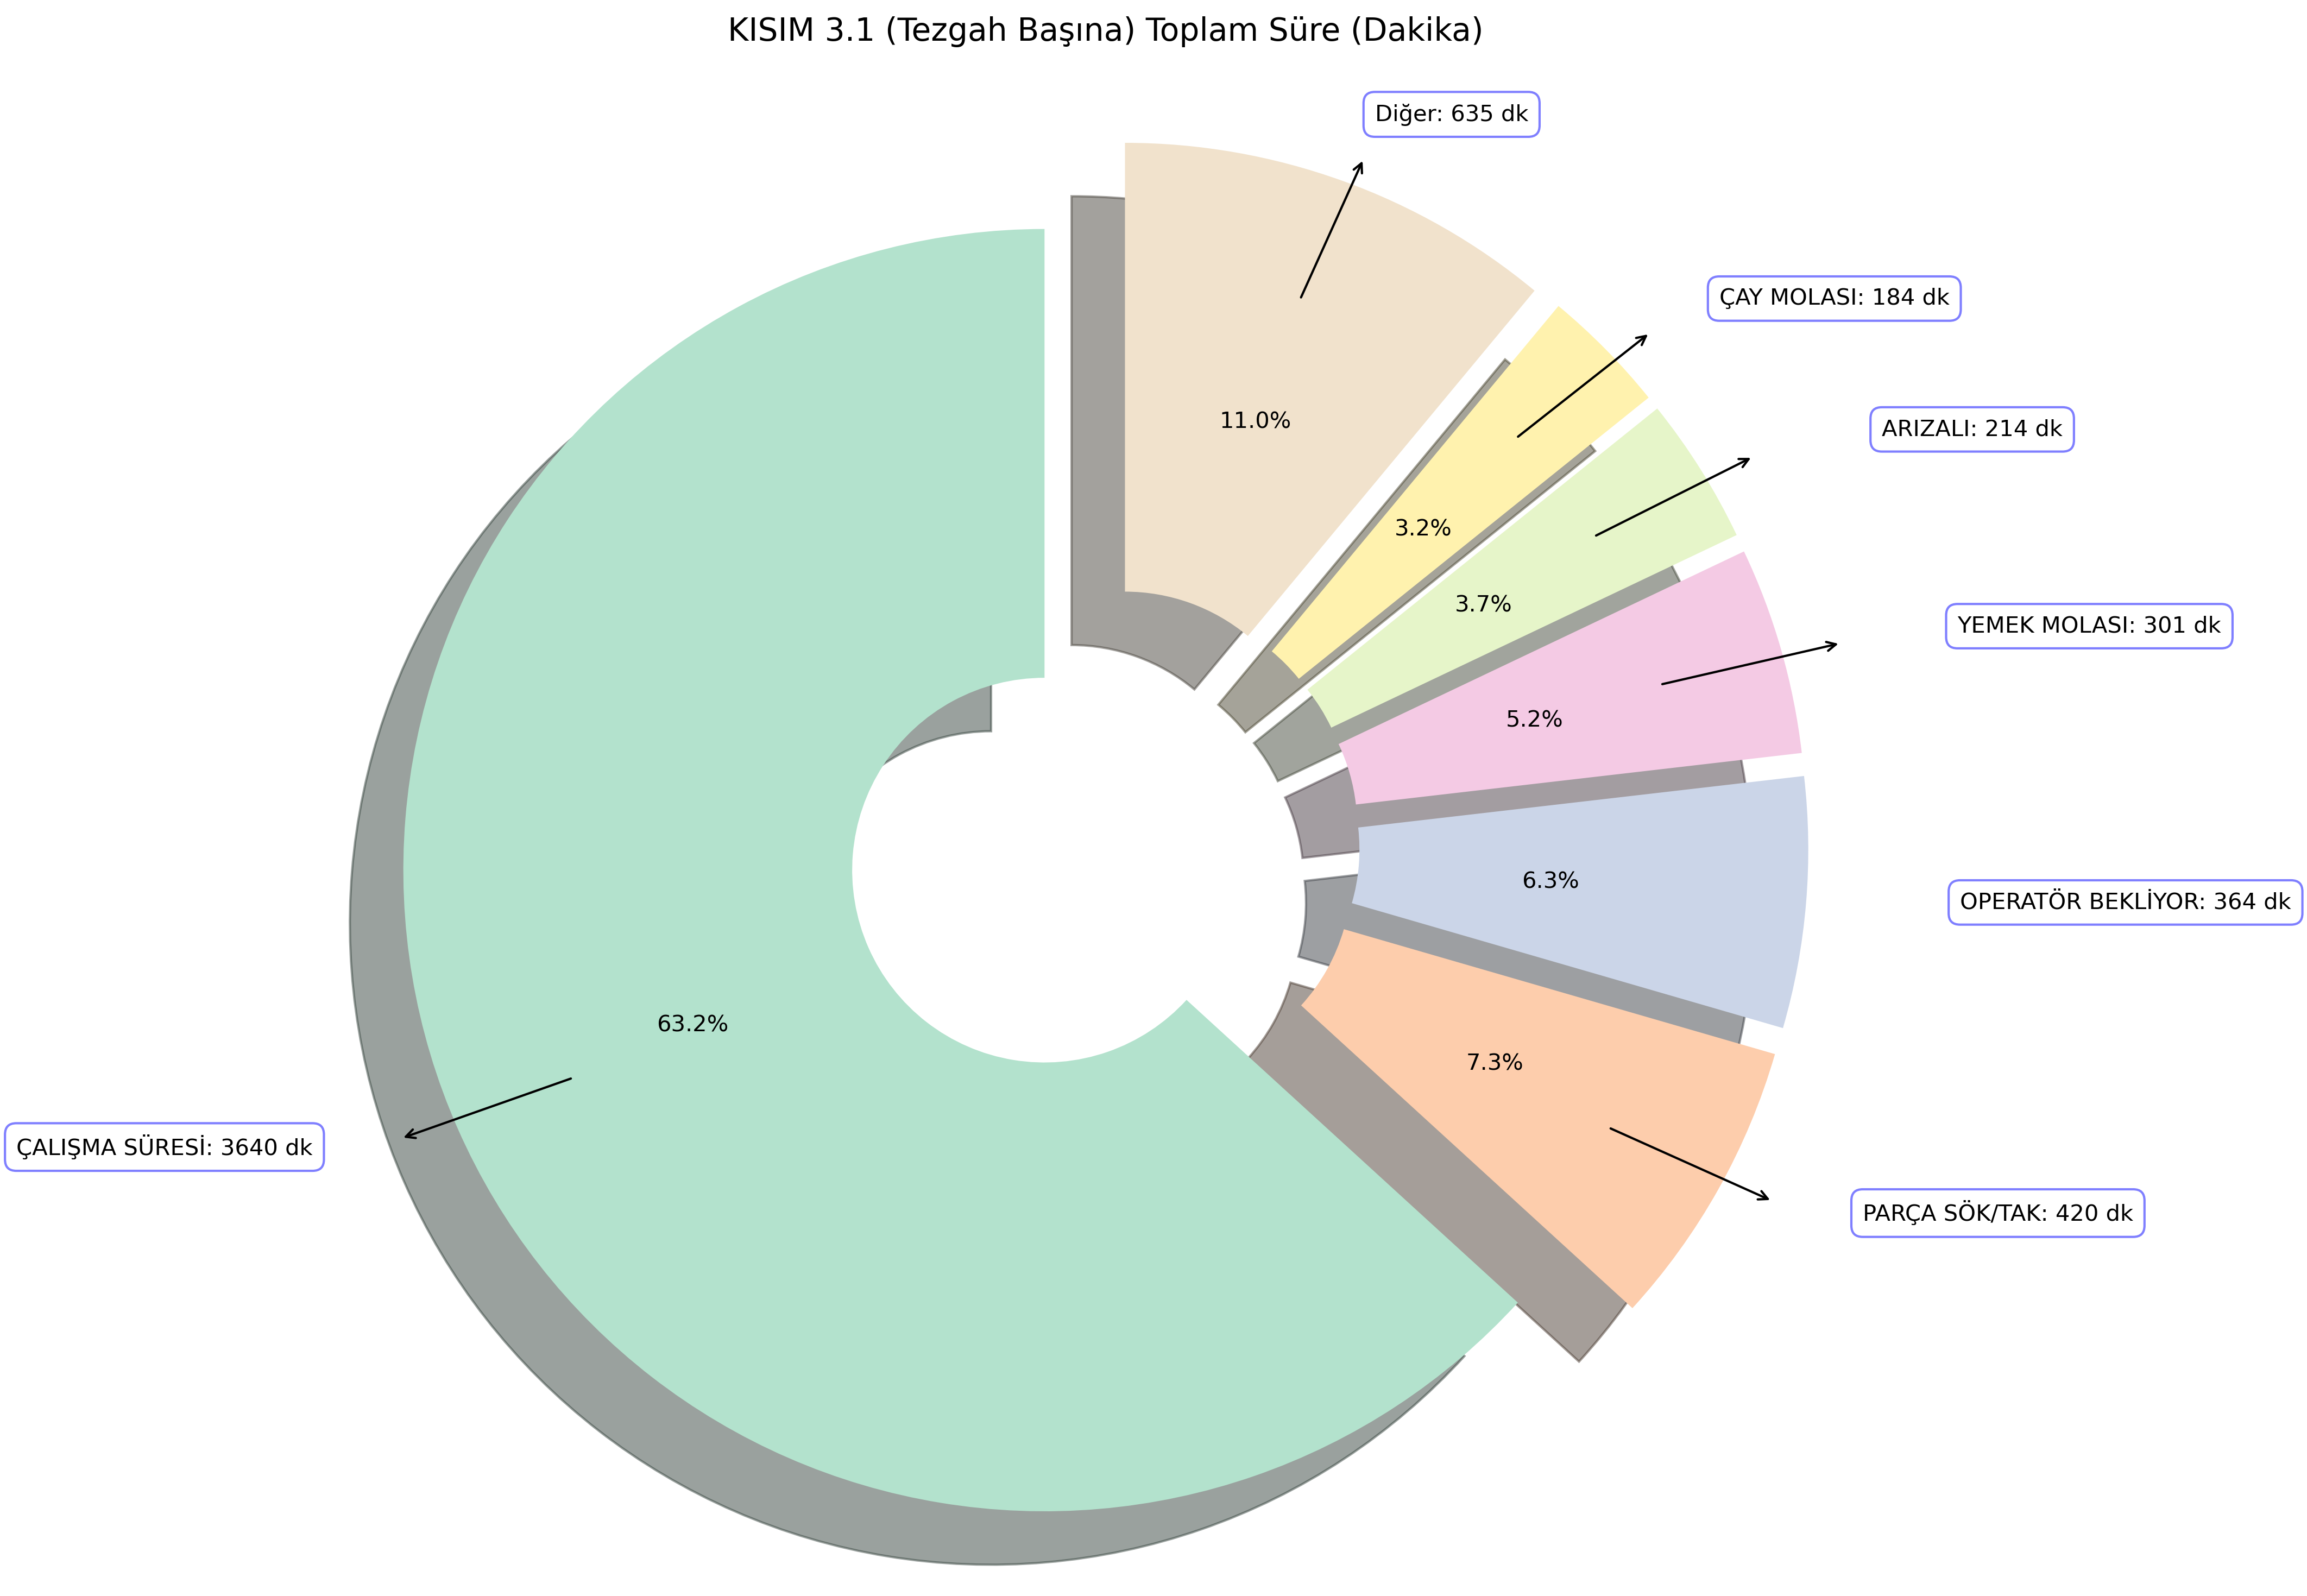 KISIM 3.1 (Tezgah Başına) Toplam Süre (Dakika)
Diğer: 635 dk
11.0%
ÇAY MOLASI: 184 dk
3.2%
ARIZALI: 214 dk
3.7%
YEMEK MOLASI: 301 dk
5.2%
OPERATÖR BEKLİYOR: 364 dk
6.3%
PARÇA SÖK/TAK: 420 dk
7.3%
63.2%
ÇALIŞMA SÜRESİ: 3640 dk